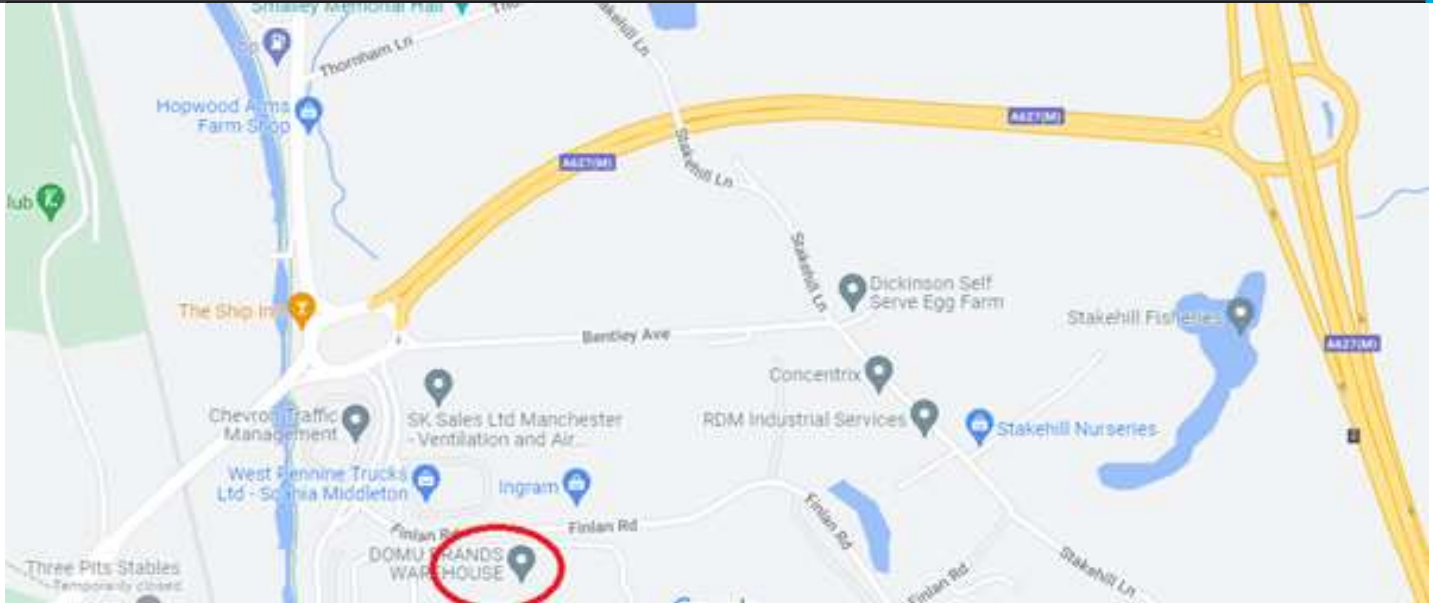 Smalley Memorial Hall
Thornham Ln
Stakehill Ln
Hopwood Arms
Farm Shop
A627(M)
A627(M)
Stakehill Ln
lub
Stakehill Ln
Dickinson Self
Serve Egg Farm
The Ship Inn
Stakehill Fisheries
Bentley Ave
A627(M)
Concentrix
Chevron Traffic
Management
SK Sales Ltd Manchester
- Ventilation and Air...
RDM Industrial Services
Stakehill Nurseries
West Pennine Trucks
Ltd - Scania Middleton
Ingram
Finlan Rd
Finlan Rd
Finlan Rd
DOMU BRANDS
WAREHOUSE
Three Pits Stables
Temporarily closed
Stakehill Ln
Finlan Rd